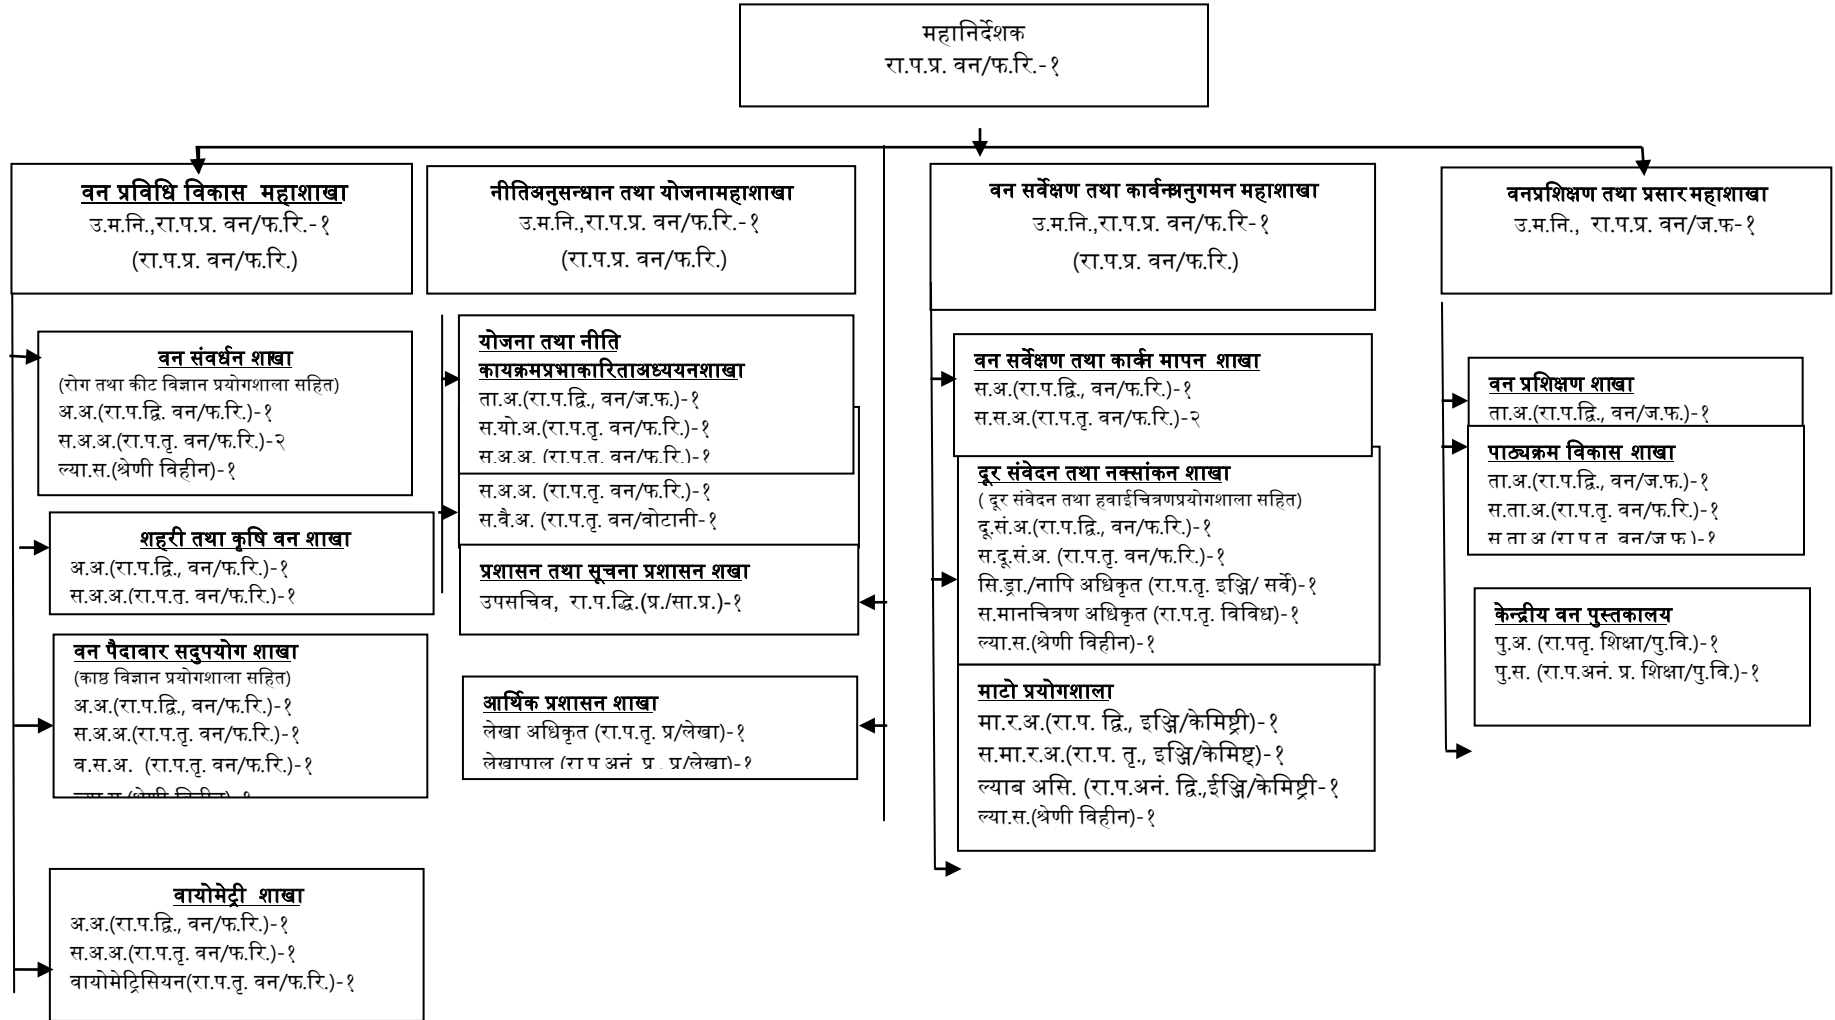 महानिर्देशक
रा.प.प्र. वन/फ.रि.-१
वन प्रविधि विकास महाशाखा
उ.म.नि.,रा.प.प्र. वन/फ.रि.-१
(रा.प.प्र. वन/फ.रि.)
वन संवर्धन शाखा
(रोग तथा कीट विज्ञान प्रयोगशाला सहित)
अ.अ.(रा.प.द्वि. वन/फ.रि.)-१
स.अ.अ.(रा.प.तृ. वन/फ.रि.)-२
ल्या.स.(श्रेणी विहीन)-१
शहरी तथा कृषि वन शाखा
अ.अ.(रा.प.द्वि., वन/फ.रि.)-१
स.अ.अ.(रा.प.तृ. वन/फ.रि.)-१
वन पैदावार सदुपयोग शाखा
(काष्ठ विज्ञान प्रयोगशाला सहित)
अ.अ.(रा.प.द्वि., वन/फ.रि.)-१
स.अ.अ.(रा.प.तृ. वन/फ.रि.)-१
व.स.अ. (रा.प.तृ. वन/फ.रि.)-१
ल्या.स.(श्रेणी विहीन)-१
वायोमेट्री शाखा
अ.अ.(रा.प.द्वि., वन/फ.रि.)-१
स.अ.अ.(रा.प.तृ. वन/फ.रि.)-१
वायोमेट्रिसियन(रा.प.तृ. वन/फ.रि.)-१
नीतिअनुसन्धान तथा योजनामहाशाखा
उ.म.नि.,रा.प.प्र. वन/फ.रि.-१
(रा.प.प्र. वन/फ.रि.)
योजना तथा नीति
कायक्रमप्रभाकारिताअध्ययनशाखा
ता.अ.(रा.प.द्वि., वन/ज.फ.)-१
स.यो.अ.(रा.प.तृ. वन/फ.रि.)-१
स.अ.अ. (रा.प.तृ. वन/फ.रि.)-१
स.अ.अ. (रा.प.तृ. वन/फ.रि.)-१
स.वै.अ. (रा.प.तृ. वन/वोटानी-१
प्रशासन तथा सूचना प्रशासन शखा
उपसचिव, रा.प.द्धि.(प्र./सा.प्र.)-१
आर्थिक प्रशासन शाखा
लेखा अधिकृत (रा.प.तृ. प्र/लेखा)-१
लेखापाल (रा.प.अनं. प्र., प्र/लेखा)-१
वन सर्वेक्षण तथा कार्वनअनुगमन महाशाखा
उ.म.नि.,रा.प.प्र. वन/फ.रि-१
(रा.प.प्र. वन/फ.रि.)
वन सर्वेक्षण तथा कार्वन मापन शाखा
स.अ.(रा.प.द्वि., वन/फ.रि.)-१
स.स.अ.(रा.प.तृ. वन/फ.रि.)-२
दूर संवेदन तथा नक्सांकन शाखा
( दूर संवेदन तथा हवाईचित्रणप्रयोगशाला सहित)
दू.सं.अ.(रा.प.द्वि., वन/फ.रि.)-१
स.दू.सं.अ. (रा.प.तृ. वन/फ.रि.)-१
सि.ड्रा./नापि अधिकृत (रा.प.तृ. इञ्जि/ सर्वे)-१
स.मानचित्रण अधिकृत (रा.प.तृ. विविध)-१
ल्या.स.(श्रेणी विहीन)-१
माटो प्रयोगशाला
मा.र.अ.(रा.प. द्वि., इञ्जि/केमिष्ट्री)-१
स.मा.र.अ.(रा.प. तृ., इञ्जि/केमिष्ट्)-१
ल्याब असि. (रा.प.अनं. द्वि.,ईञ्जि/केमिष्ट्री-१
ल्या.स.(श्रेणी विहीन)-१
वनप्रशिक्षण तथा प्रसार महाशाखा
उ.म.नि., रा.प.प्र. वन/ज.फ-१
वन प्रशिक्षण शाखा
ता.अ.(रा.प.द्वि., वन/ज.फ.)-१
पाठ्यक्रम विकास शाखा
ता.अ.(रा.प.द्वि., वन/ज.फ.)-१
स.ता.अ.(रा.प.तृ. वन/फ.रि.)-१
स.ता.अ.(रा.प.तृ. वन/ज.फ.)-१
केन्द्रीय वन पुस्तकालय
पु.अ. (रा.पतृ. शिक्षा/पु.वि.)-१
पु.स. (रा.प.अनं. प्र. शिक्षा/पु.वि.)-१